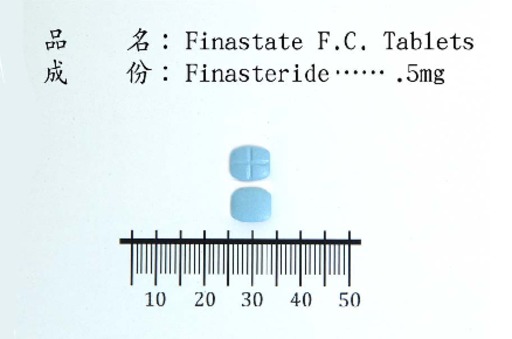 品　　名：Finastate F.C. Tablets
成　　份：Finasteride…… .5mg
10 20 30 40 50